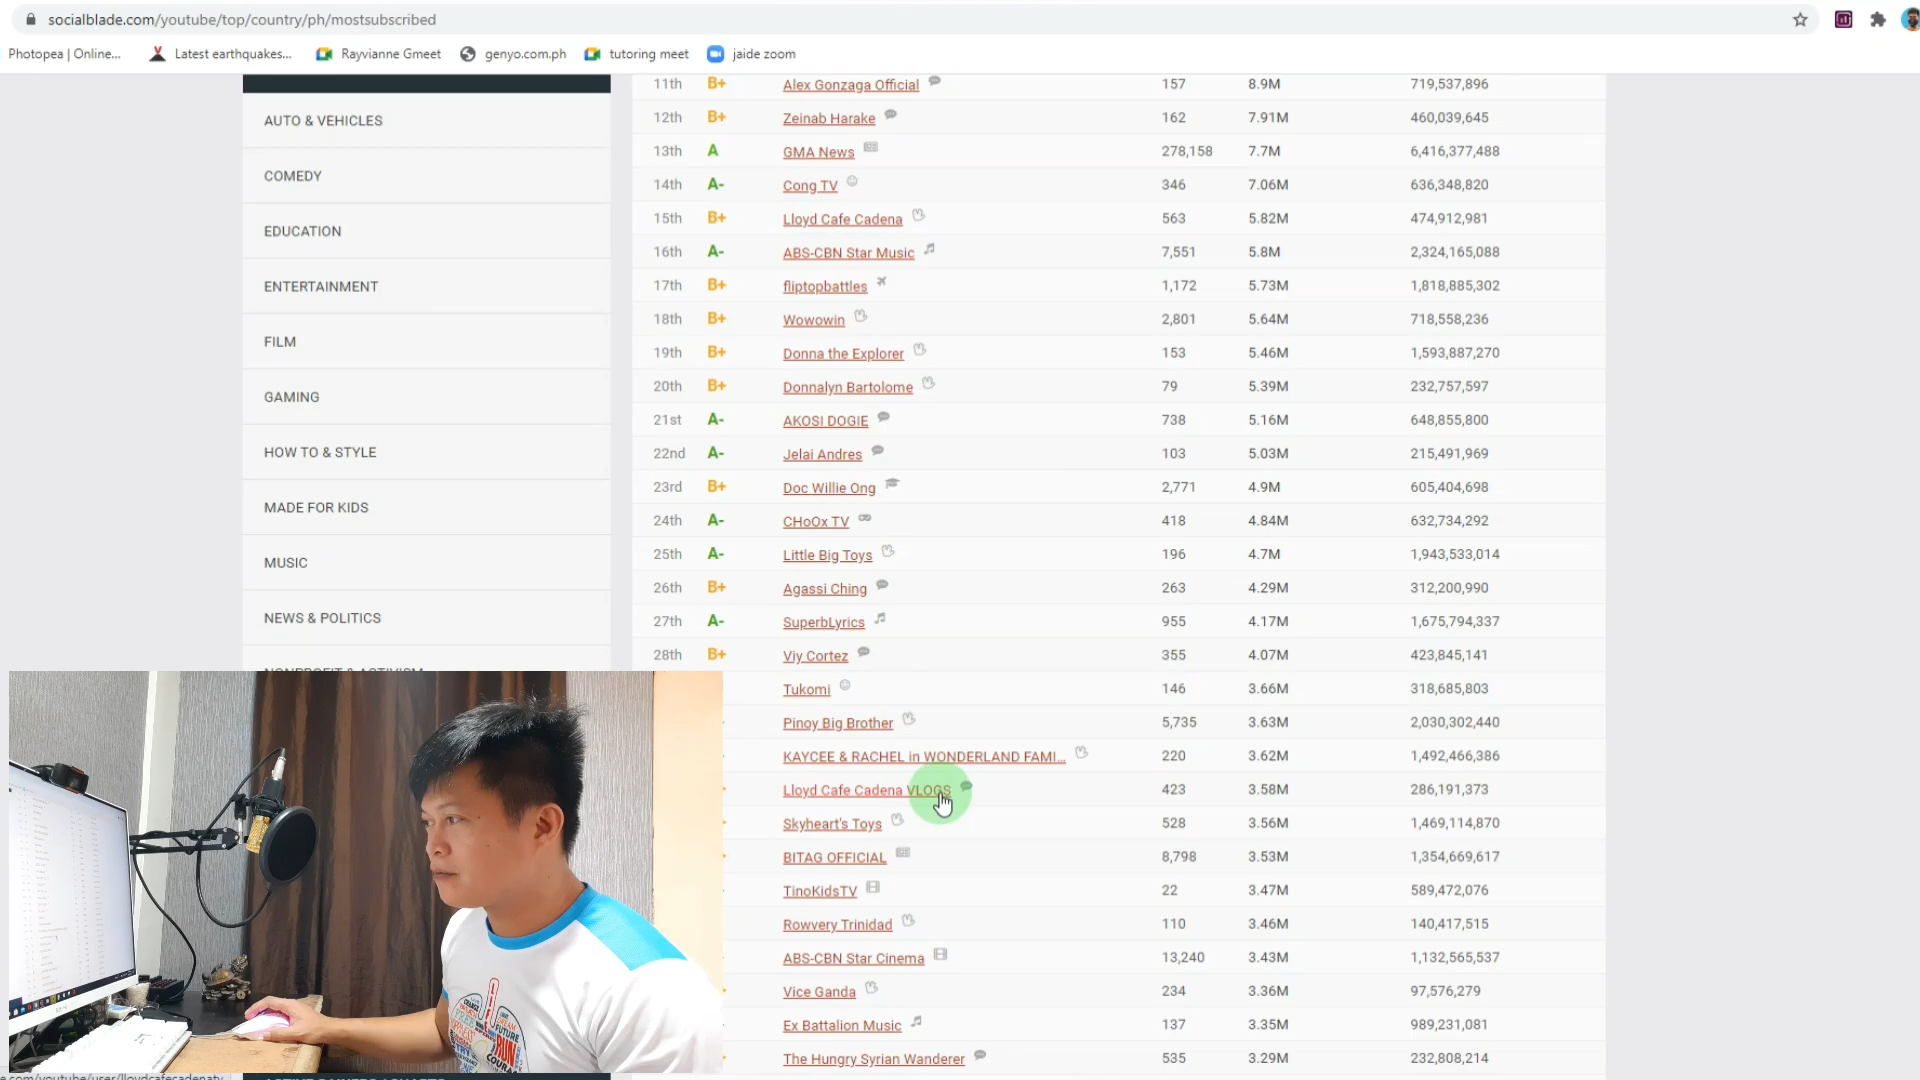 socialblade.com/youtube/top/country/ph/mostsubscribed
Photopea | Online... Latest earthquakes... Rayvianne Gmeet genyo.com.ph tutoring meet jaide zoom
AUTO & VEHICLES
COMEDY
EDUCATION
ENTERTAINMENT
FILM
GAMING
HOW TO & STYLE
MADE FOR KIDS
MUSIC
NEWS & POLITICS
NONPROFIT & ACTIVISM
11th B+ Alex Gonzaga Official 157 8.9M 719,537,896
12th B+ Zeinab Harake 162 7.91M 460,039,645
13th A GMA News 278,158 7.7M 6,416,377,488
14th A- Cong TV 346 7.06M 636,348,820
15th B+ Lloyd Cafe Cadena 563 5.82M 474,912,981
16th A- ABS-CBN Star Music 7,551 5.8M 2,324,165,088
17th B+ fliptopbattles 1,172 5.73M 1,818,885,302
18th B+ Wowowin 2,801 5.64M 718,558,236
19th B+ Donna the Explorer 153 5.46M 1,593,887,270
20th B+ Donnalyn Bartolome 79 5.39M 232,757,597
21st A- AKOSI DOGIE 738 5.16M 648,855,800
22nd A- Jelai Andres 103 5.03M 215,491,969
23rd B+ Doc Willie Ong 2,771 4.9M 605,404,698
24th A- CHoOx TV 418 4.84M 632,734,292
25th A- Little Big Toys 196 4.7M 1,943,533,014
26th B+ Agassi Ching 263 4.29M 312,200,990
27th A- SuperbLyrics 955 4.17M 1,675,794,337
28th B+ Viy Cortez 355 4.07M 423,845,141
Tukomi 146 3.66M 318,685,803
Pinoy Big Brother 5,735 3.63M 2,030,302,440
KAYCEE & RACHEL in WONDERLAND FAMI... 220 3.62M 1,492,466,386
Lloyd Cafe Cadena VLOGS 423 3.58M 286,191,373
Skyheart's Toys 528 3.56M 1,469,114,870
BITAG OFFICIAL 8,798 3.53M 1,354,669,617
TinoKidsTV 22 3.47M 589,472,076
Rowvery Trinidad 110 3.46M 140,417,515
ABS-CBN Star Cinema 13,240 3.43M 1,132,565,537
Vice Ganda 234 3.36M 97,576,279
Ex Battalion Music 137 3.35M 989,231,081
The Hungry Syrian Wanderer 535 3.29M 232,808,214